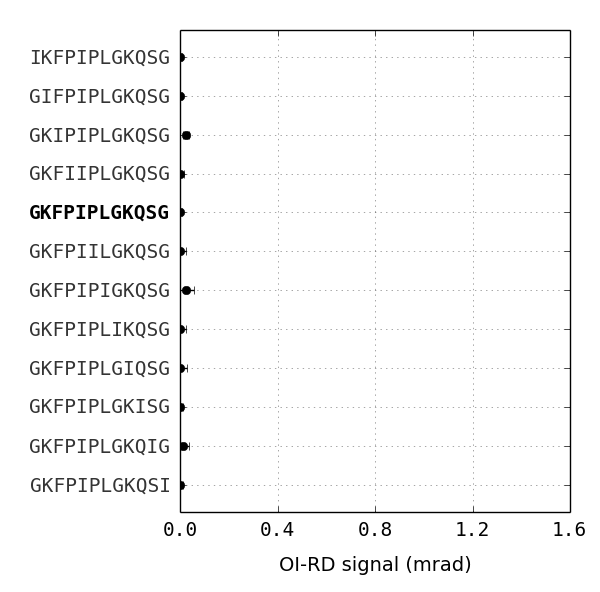 IKFPIPLGKQSG
GIFPIPLGKQSG
GKIPIPLGKQSG
GKFIIPLGKQSG
GKFPIPLGKQSG
GKFPIILGKQSG
GKFPIPIGKQSG
GKFPIPLIKQSG
GKFPIPLGIQSG
GKFPIPLGKISG
GKFPIPLGKQIG
GKFPIPLGKQSI
0.0 0.4 0.8 1.2 1.6
OI-RD signal (mrad)